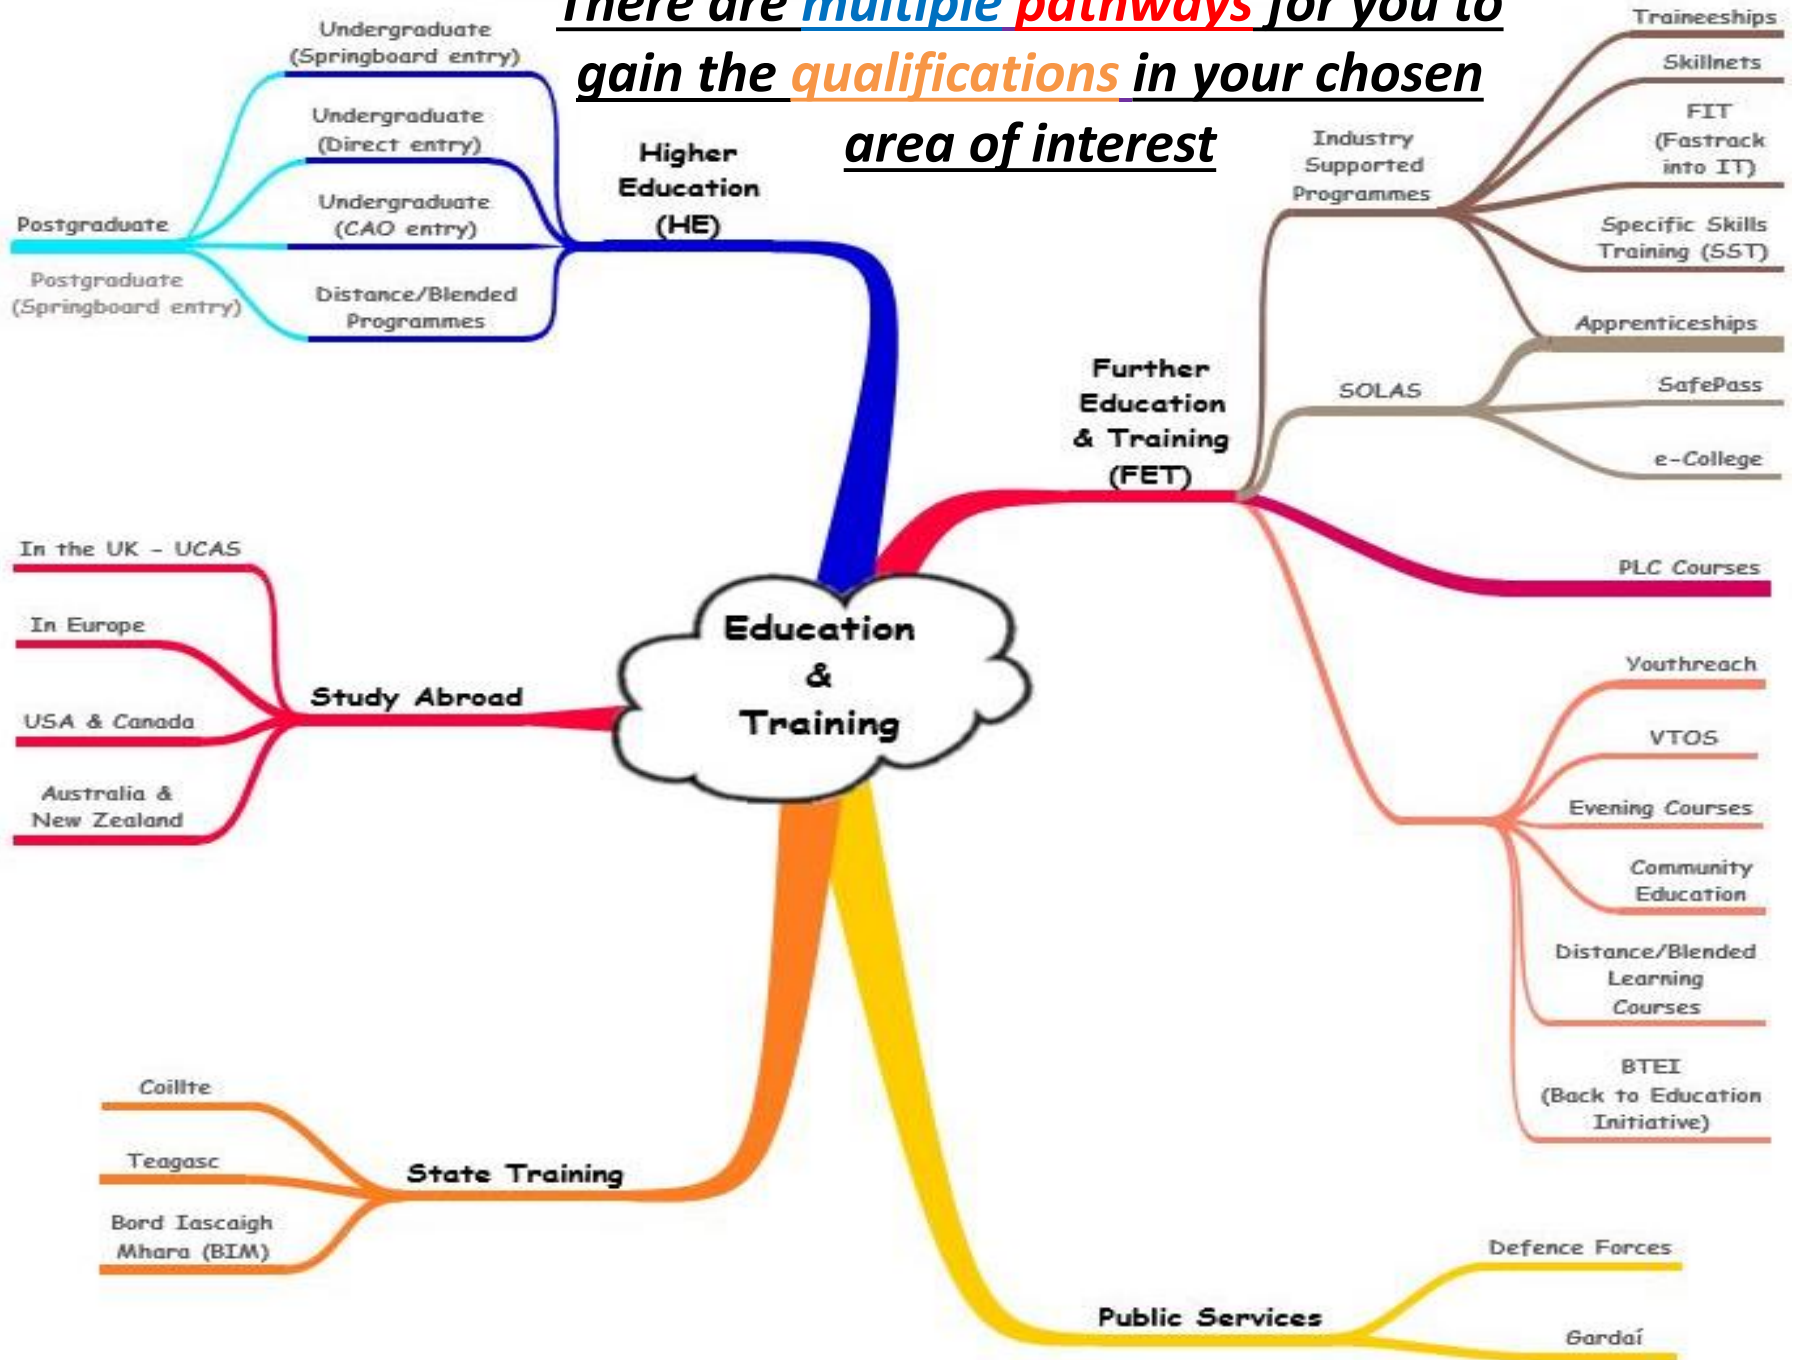 There are multiple pathways for you to
gain the qualifications in your chosen
area of interest
Undergraduate
(Springboard entry)
Undergraduate
(Direct entry)
Undergraduate
(CAO entry)
Distance/Blended
Programmes
Postgraduate
Postgraduate
(Springboard entry)
Higher
Education
(HE)
Industry
Supported
Programmes
Traineeships
Skillnets
FIT
(Fastrack
into IT)
Specific Skills
Training (SST)
Apprenticeships
SOLAS
SafePass
e-College
Further
Education
& Training
(FET)
PLC Courses
Youthreach
VTOS
Evening Courses
Community
Education
Distance/Blended
Learning
Courses
BTEI
(Back to Education
Initiative)
In the UK - UCAS
In Europe
USA & Canada
Australia &
New Zealand
Study Abroad
Education
&
Training
Coillte
Teagasc
Bord Iascaigh
Mhara (BIM)
State Training
Public Services
Defence Forces
Gardaí